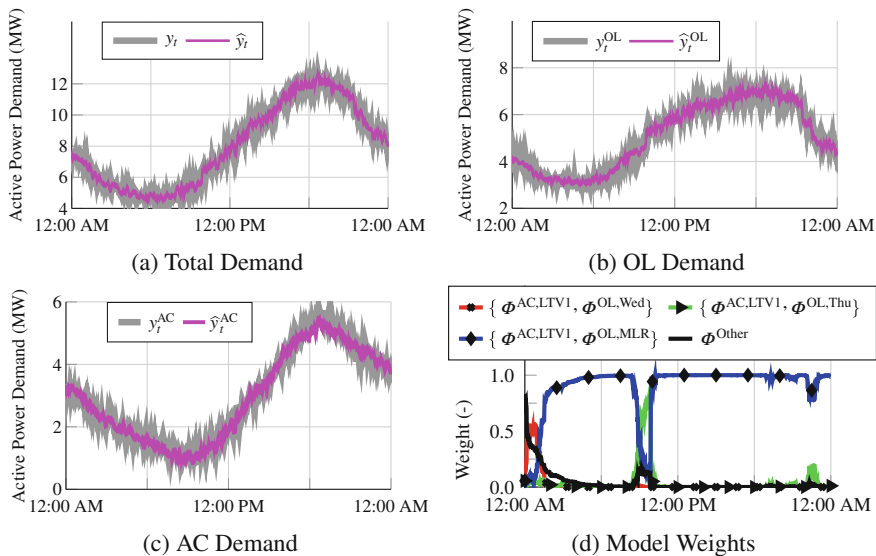 Active Power Demand (MW)
y_t ŷ_t
12
10
8
6
4
12:00 AM 12:00 PM 12:00 AM
(a) Total Demand
Active Power Demand (MW)
y_t^OL ŷ_t^OL
8
6
4
2
12:00 AM 12:00 PM 12:00 AM
(b) OL Demand
Active Power Demand (MW)
y_t^AC ŷ_t^AC
6
4
2
0
12:00 AM 12:00 PM 12:00 AM
(c) AC Demand
{ Φ^AC,LTV1, Φ^OL,Wed} { Φ^AC,LTV1, Φ^OL,Thu}
{ Φ^AC,LTV1, Φ^OL,MLR} Φ^Other
Weight (-)
1.0
0.5
0.0
12:00 AM 12:00 PM 12:00 AM
(d) Model Weights